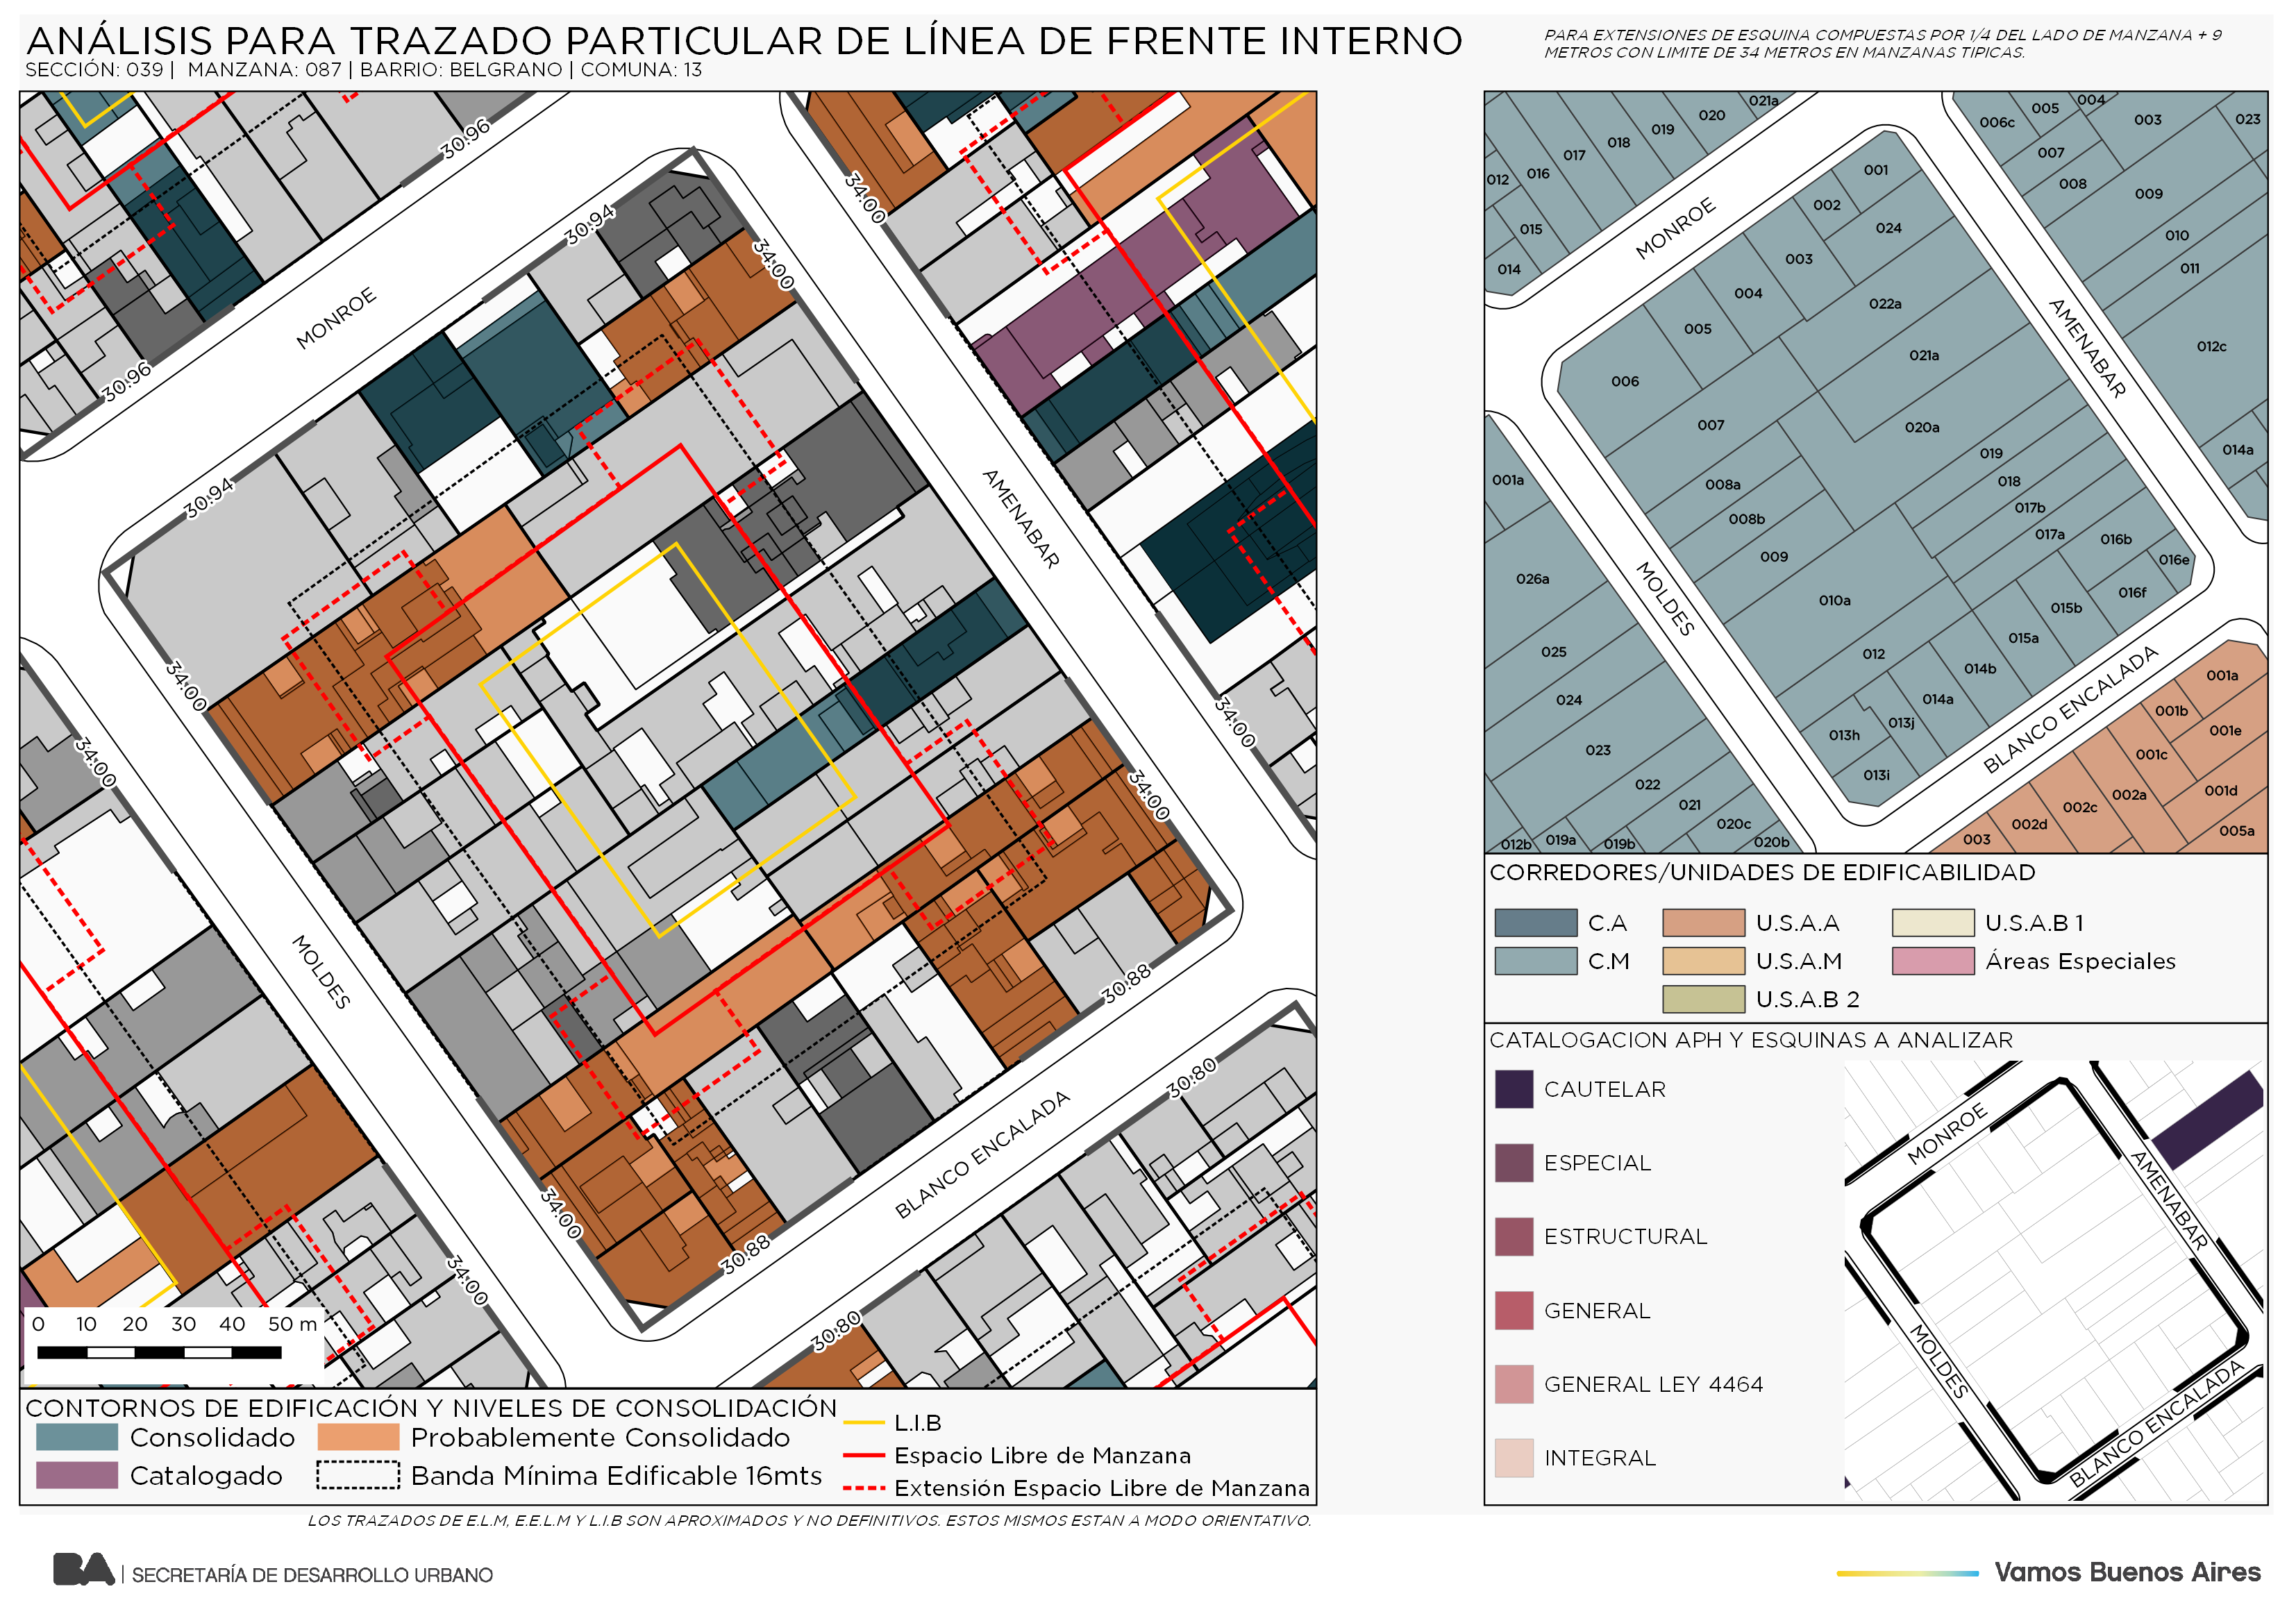 ANÁLISIS PARA TRAZADO PARTICULAR DE LÍNEA DE FRENTE INTERNO
SECCIÓN: 039 | MANZANA: 087 | BARRIO: BELGRANO | COMUNA: 13
PARA EXTENSIONES DE ESQUINA COMPUESTAS POR 1/4 DEL LADO DE MANZANA + 9
METROS CON LIMITE DE 34 METROS EN MANZANAS TIPICAS.
30.96
30.96
MONROE
30.94
30.94
34.00
34.00
34.00
34.00
AMENABAR
34.00
34.00
MOLDES
34.00
34.00
30.88
30.88
BLANCO ENCALADA
30.80
30.80
0 10 20 30 40 50 m
CONTORNOS DE EDIFICACIÓN Y NIVELES DE CONSOLIDACIÓN
Consolidado
Probablemente Consolidado
Catalogado
Banda Mínima Edificable 16mts
L.I.B
Espacio Libre de Manzana
Extensión Espacio Libre de Manzana
LOS TRAZADOS DE E.L.M, E.E.L.M Y L.I.B SON APROXIMADOS Y NO DEFINITIVOS. ESTOS MISMOS ESTAN A MODO ORIENTATIVO.
021a
020
019
018
017
016
012
015
014
MONROE
004
005
006c
003
023
007
008
009
010
011
012c
014a
AMENABAR
001
002
024
003
004
022a
005
021a
006
007
020a
019
008a
018
008b
017b
009
017a
016b
016e
010a
016f
015b
015a
012
014b
014a
013j
013h
013i
001a
026a
025
024
023
022
021
020c
020b
019b
019a
012b
MOLDES
BLANCO ENCALADA
001a
001b
001e
001c
001d
002a
002c
002d
003
005a
CORREDORES/UNIDADES DE EDIFICABILIDAD
C.A
U.S.A.A
U.S.A.B 1
C.M
U.S.A.M
Áreas Especiales
U.S.A.B 2
CATALOGACION APH Y ESQUINAS A ANALIZAR
CAUTELAR
ESPECIAL
ESTRUCTURAL
GENERAL
GENERAL LEY 4464
INTEGRAL
MONROE
AMENABAR
MOLDES
BLANCO ENCALADA
BA | SECRETARÍA DE DESARROLLO URBANO
Vamos Buenos Aires